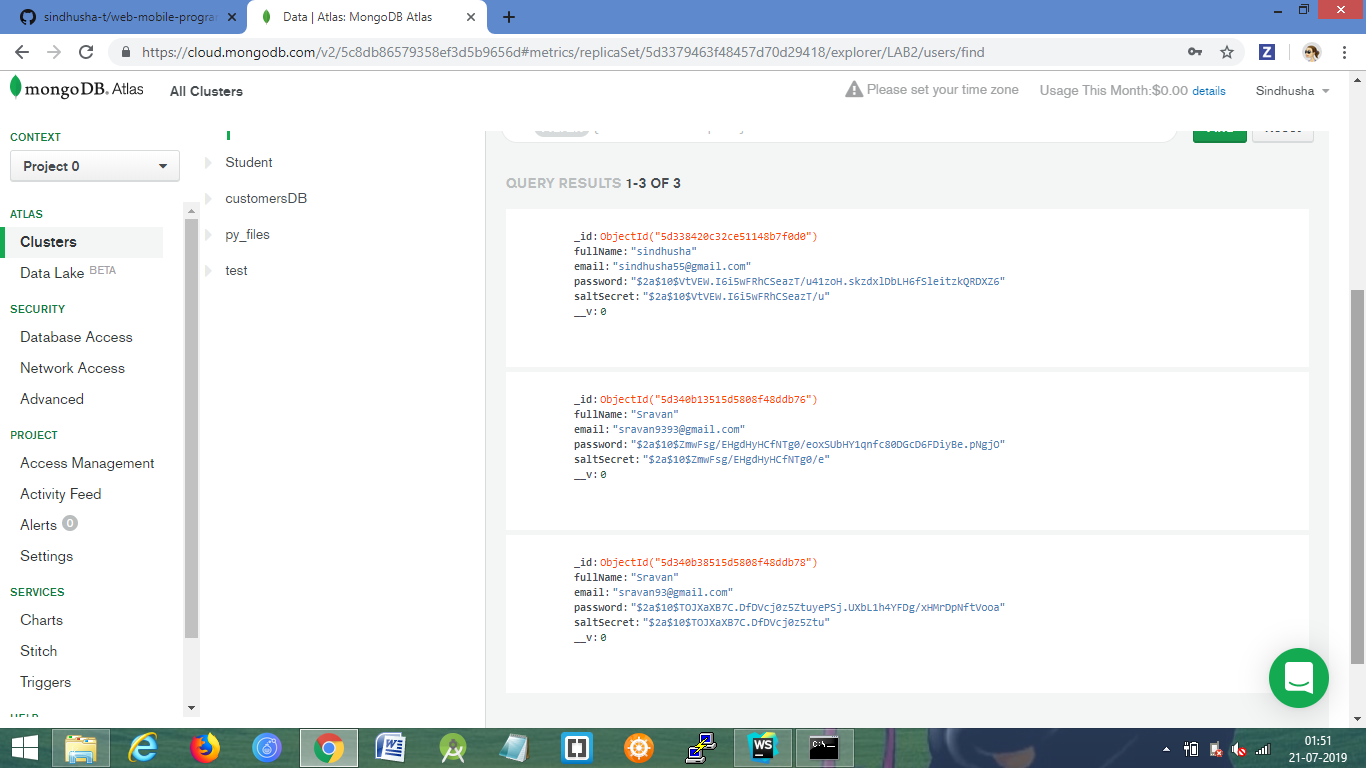 sindhusha-t/web-mobile-progra
Data | Atlas: MongoDB Atlas
https://cloud.mongodb.com/v2/5c8db86579358ef3d5b9656d#metrics/replicaSet/5d3379463f48457d70d29418/explorer/LAB2/users/find
mongoDB. Atlas
All Clusters
Please set your time zone
Usage This Month:$0.00 details
Sindhusha
CONTEXT
Project 0
ATLAS
Clusters
Data Lake BETA
SECURITY
Database Access
Network Access
Advanced
PROJECT
Access Management
Activity Feed
Alerts 0
Settings
SERVICES
Charts
Stitch
Triggers
Student
customersDB
py_files
test
QUERY RESULTS 1-3 OF 3
_id:ObjectId("5d338420c32ce51148b7f0d0")
fullName:"sindhusha"
email:"sindhusha55@gmail.com"
password:"$2a$10$VtVEW.I6i5wFRhCSeazT/u41zoH.skzdxlDbLH6fSleitzkQRDXZ6"
saltSecret:"$2a$10$VtVEW.I6i5wFRhCSeazT/u"
__v:0
_id:ObjectId("5d340b13515d5808f48ddb76")
fullName:"Sravan"
email:"sravan9393@gmail.com"
password:"$2a$10$ZmwFsg/EHgdHyHCfNTg0/eoxSUbHY1qnfc80DGcD6FDiyBe.pNgjO"
saltSecret:"$2a$10$ZmwFsg/EHgdHyHCfNTg0/e"
__v:0
_id:ObjectId("5d340b38515d5808f48ddb78")
fullName:"Sravan"
email:"sravan93@gmail.com"
password:"$2a$10$TOJXaXB7C.DfDVcj0z5ZtuyePSj.UXbL1h4YFDg/xHMrDpNftVooa"
saltSecret:"$2a$10$TOJXaXB7C.DfDVcj0z5Ztu"
__v:0
WS
C:\_
01:51
21-07-2019